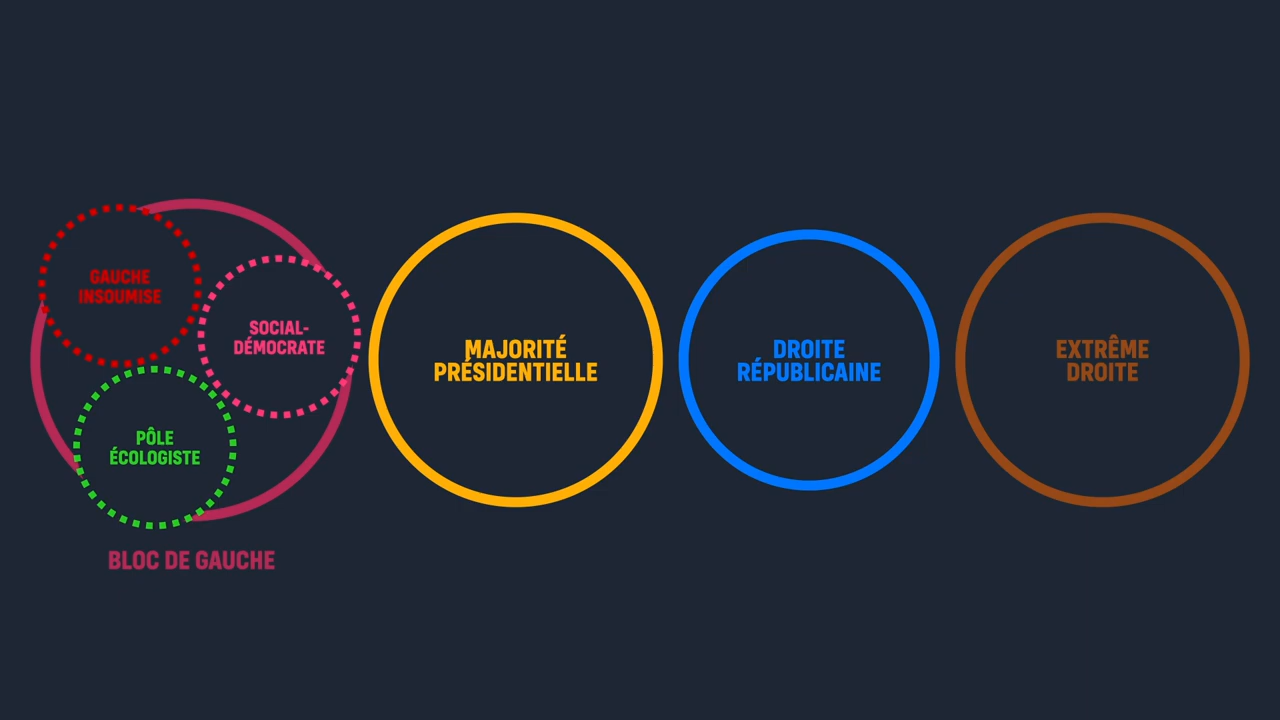 GAUCHE
INSOUMISE
SOCIAL-
DÉMOCRATE
PÔLE
ÉCOLOGISTE
BLOC DE GAUCHE
MAJORITÉ
PRÉSIDENTIELLE
DROITE
RÉPUBLICAINE
EXTRÊME
DROITE